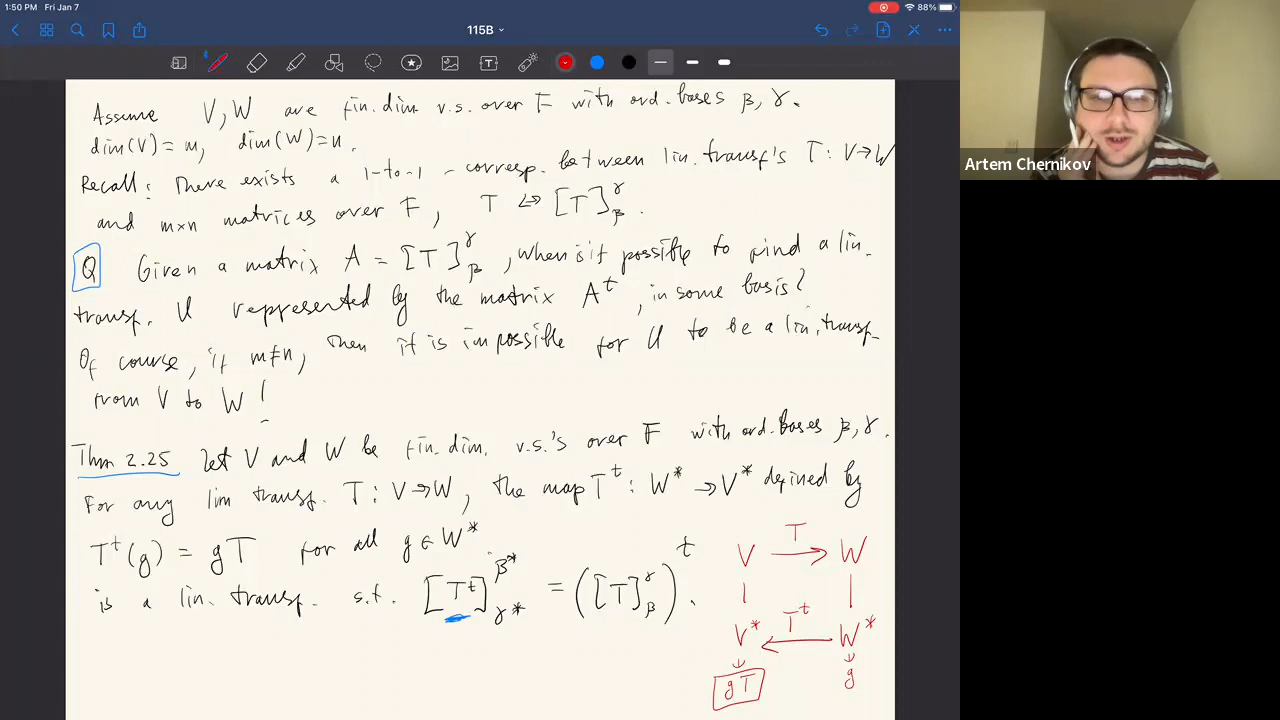 1:50 PM Fri Jan 7
88%
115B
Assume V, W are fin. dim v.s. over F with ord. bases β, γ.
dim(V) = m, dim(W) = n.
Recall: There exists a 1-to-1 - corresp. between lin. transf's T: V→W
and m×n matrices over F, T ↔ [T]_β^γ.
Q Given a matrix A = [T]_β^γ, when is it possible to find a lin.
transf. U represented by the matrix A^t, in some basis?
Of course, if m≠n, then it is impossible for U to be a lin. transf.
from V to W!
Thm 2.25 Let V and W be fin. dim. v.s.'s over F with ord. bases β, γ.
For any lin transf. T: V→W, the map T^t: W* → V* defined by
T^t(g) = gT for all g ∈ W*
is a lin. transf. s.t. [T^t]_{γ*}^{β*} = ([T]_β^γ)^t.
V T→ W
V* ←T^t W*
gT g
Artem Chernikov